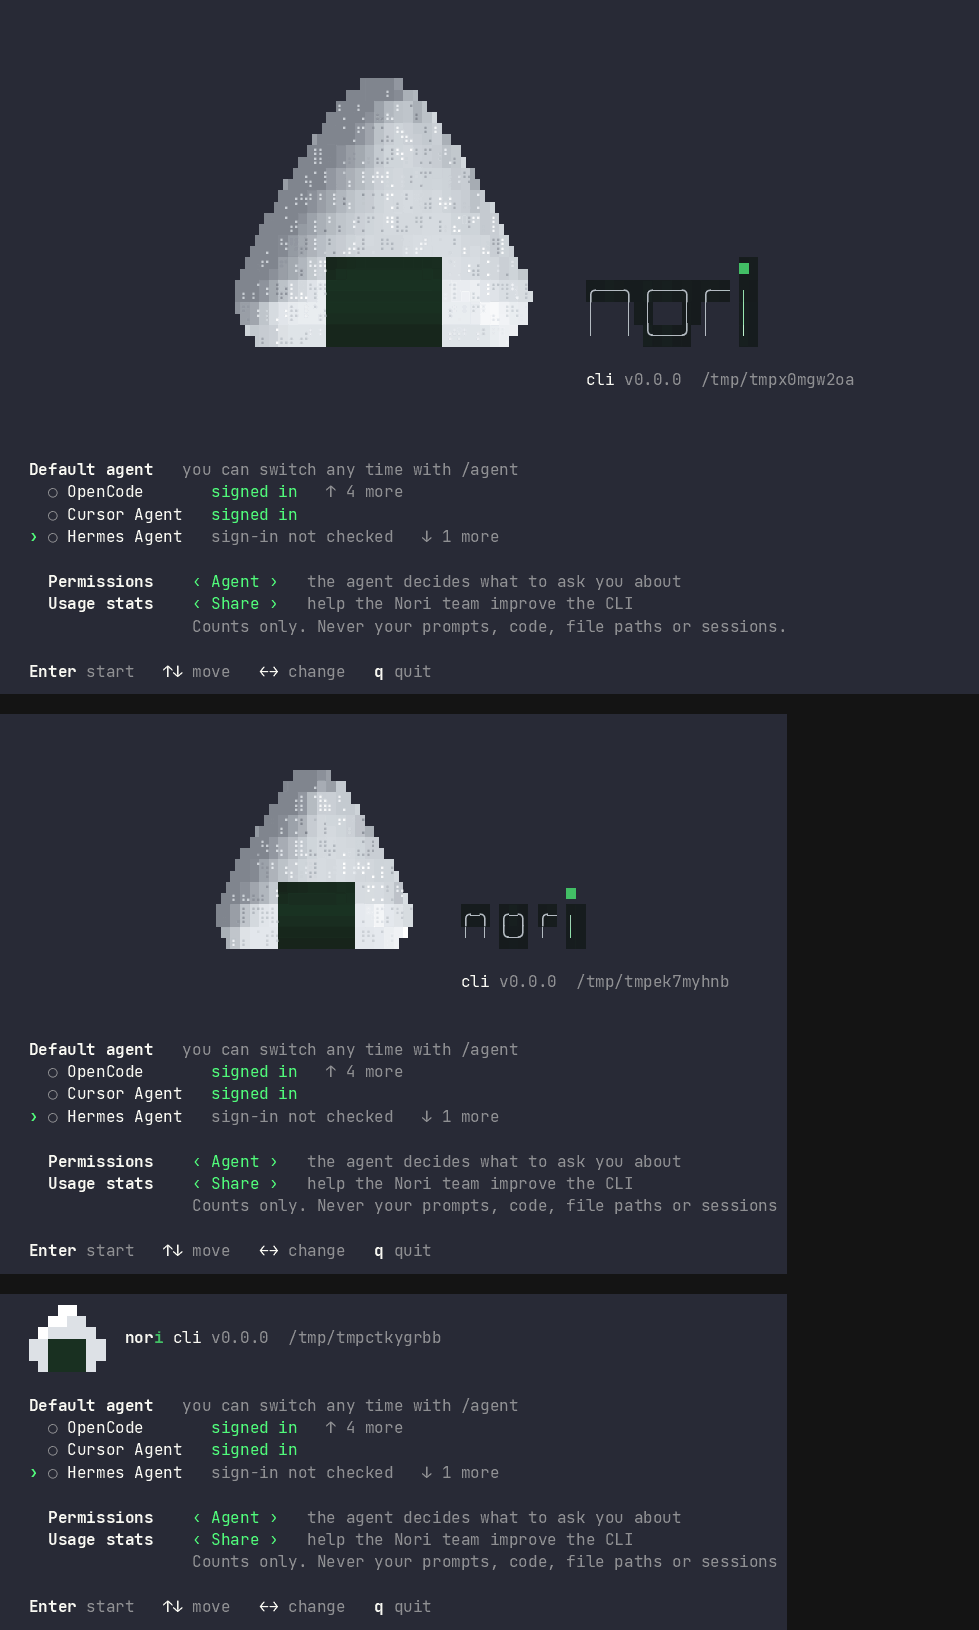 nori
cli v0.0.0  /tmp/tmpx0mgw2oa
Default agent   you can switch any time with /agent
○ OpenCode       signed in   ↑ 4 more
○ Cursor Agent   signed in
› ○ Hermes Agent   sign-in not checked   ↓ 1 more
Permissions    ‹ Agent ›   the agent decides what to ask you about
Usage stats    ‹ Share ›   help the Nori team improve the CLI
Counts only. Never your prompts, code, file paths or sessions.
Enter start   ↑↓ move   ←→ change   q quit
nori
cli v0.0.0  /tmp/tmpek7myhnb
Default agent   you can switch any time with /agent
○ OpenCode       signed in   ↑ 4 more
○ Cursor Agent   signed in
› ○ Hermes Agent   sign-in not checked   ↓ 1 more
Permissions    ‹ Agent ›   the agent decides what to ask you about
Usage stats    ‹ Share ›   help the Nori team improve the CLI
Counts only. Never your prompts, code, file paths or sessions
Enter start   ↑↓ move   ←→ change   q quit
nori cli v0.0.0  /tmp/tmpctkygrbb
Default agent   you can switch any time with /agent
○ OpenCode       signed in   ↑ 4 more
○ Cursor Agent   signed in
› ○ Hermes Agent   sign-in not checked   ↓ 1 more
Permissions    ‹ Agent ›   the agent decides what to ask you about
Usage stats    ‹ Share ›   help the Nori team improve the CLI
Counts only. Never your prompts, code, file paths or sessions
Enter start   ↑↓ move   ←→ change   q quit